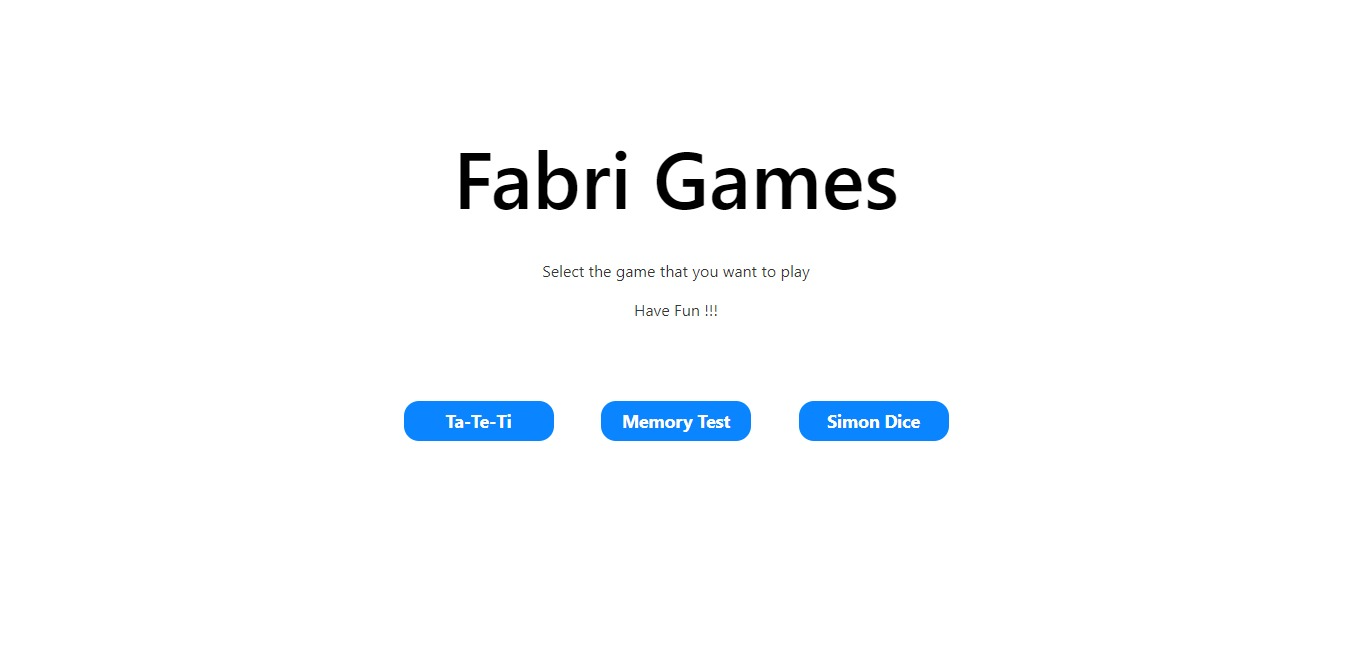 Fabri Games
Select the game that you want to play
Have Fun !!!
Ta-Te-Ti
Memory Test
Simon Dice